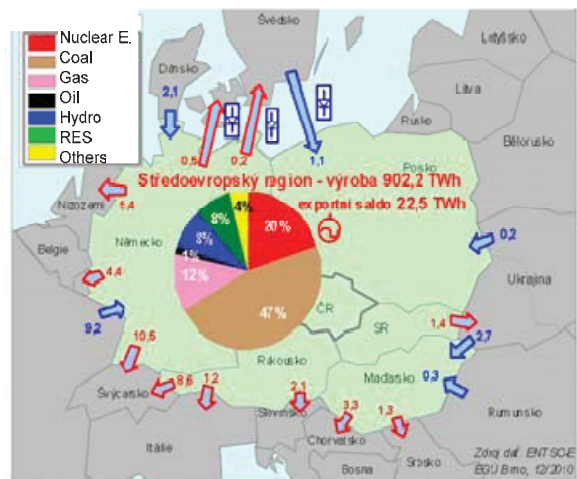 Nuclear E.
Coal
Gas
Oil
Hydro
RES
Others
Švédsko
Dánsko
Lotyšsko
Litva
Rusko
Bělorusko
2,1
0,5
0,2
1,1
Posko
Středoevropský region - výroba 902,2 TWh
exportní saldo 22,5 TWh
Nizozemí
5,4
Belgie
Německo
4,4
9,2
4%
8%
8%
1%
12%
20%
47%
0,2
Ukrajina
ČR
SR
1,4
2,7
0,3
10,5
8,6
1,2
2,1
3,3
1,3
Rakousko
Maďarsko
Švýcarsko
Slovinsko
Chorvatsko
Rumunsko
Itálie
Bosna
Srbsko
Zdroj dat: ENTSO-E
EGÚ Brno, 12/2010